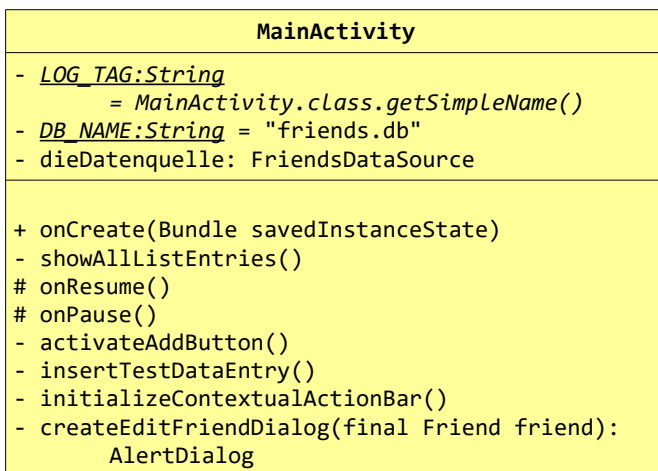 MainActivity
- LOG_TAG:String
= MainActivity.class.getSimpleName()
- DB_NAME:String = "friends.db"
- dieDatenquelle: FriendsDataSource
+ onCreate(Bundle savedInstanceState)
- showAllListEntries()
# onResume()
# onPause()
- activateAddButton()
- insertTestDataEntry()
- initializeContextualActionBar()
- createEditFriendDialog(final Friend friend):
AlertDialog